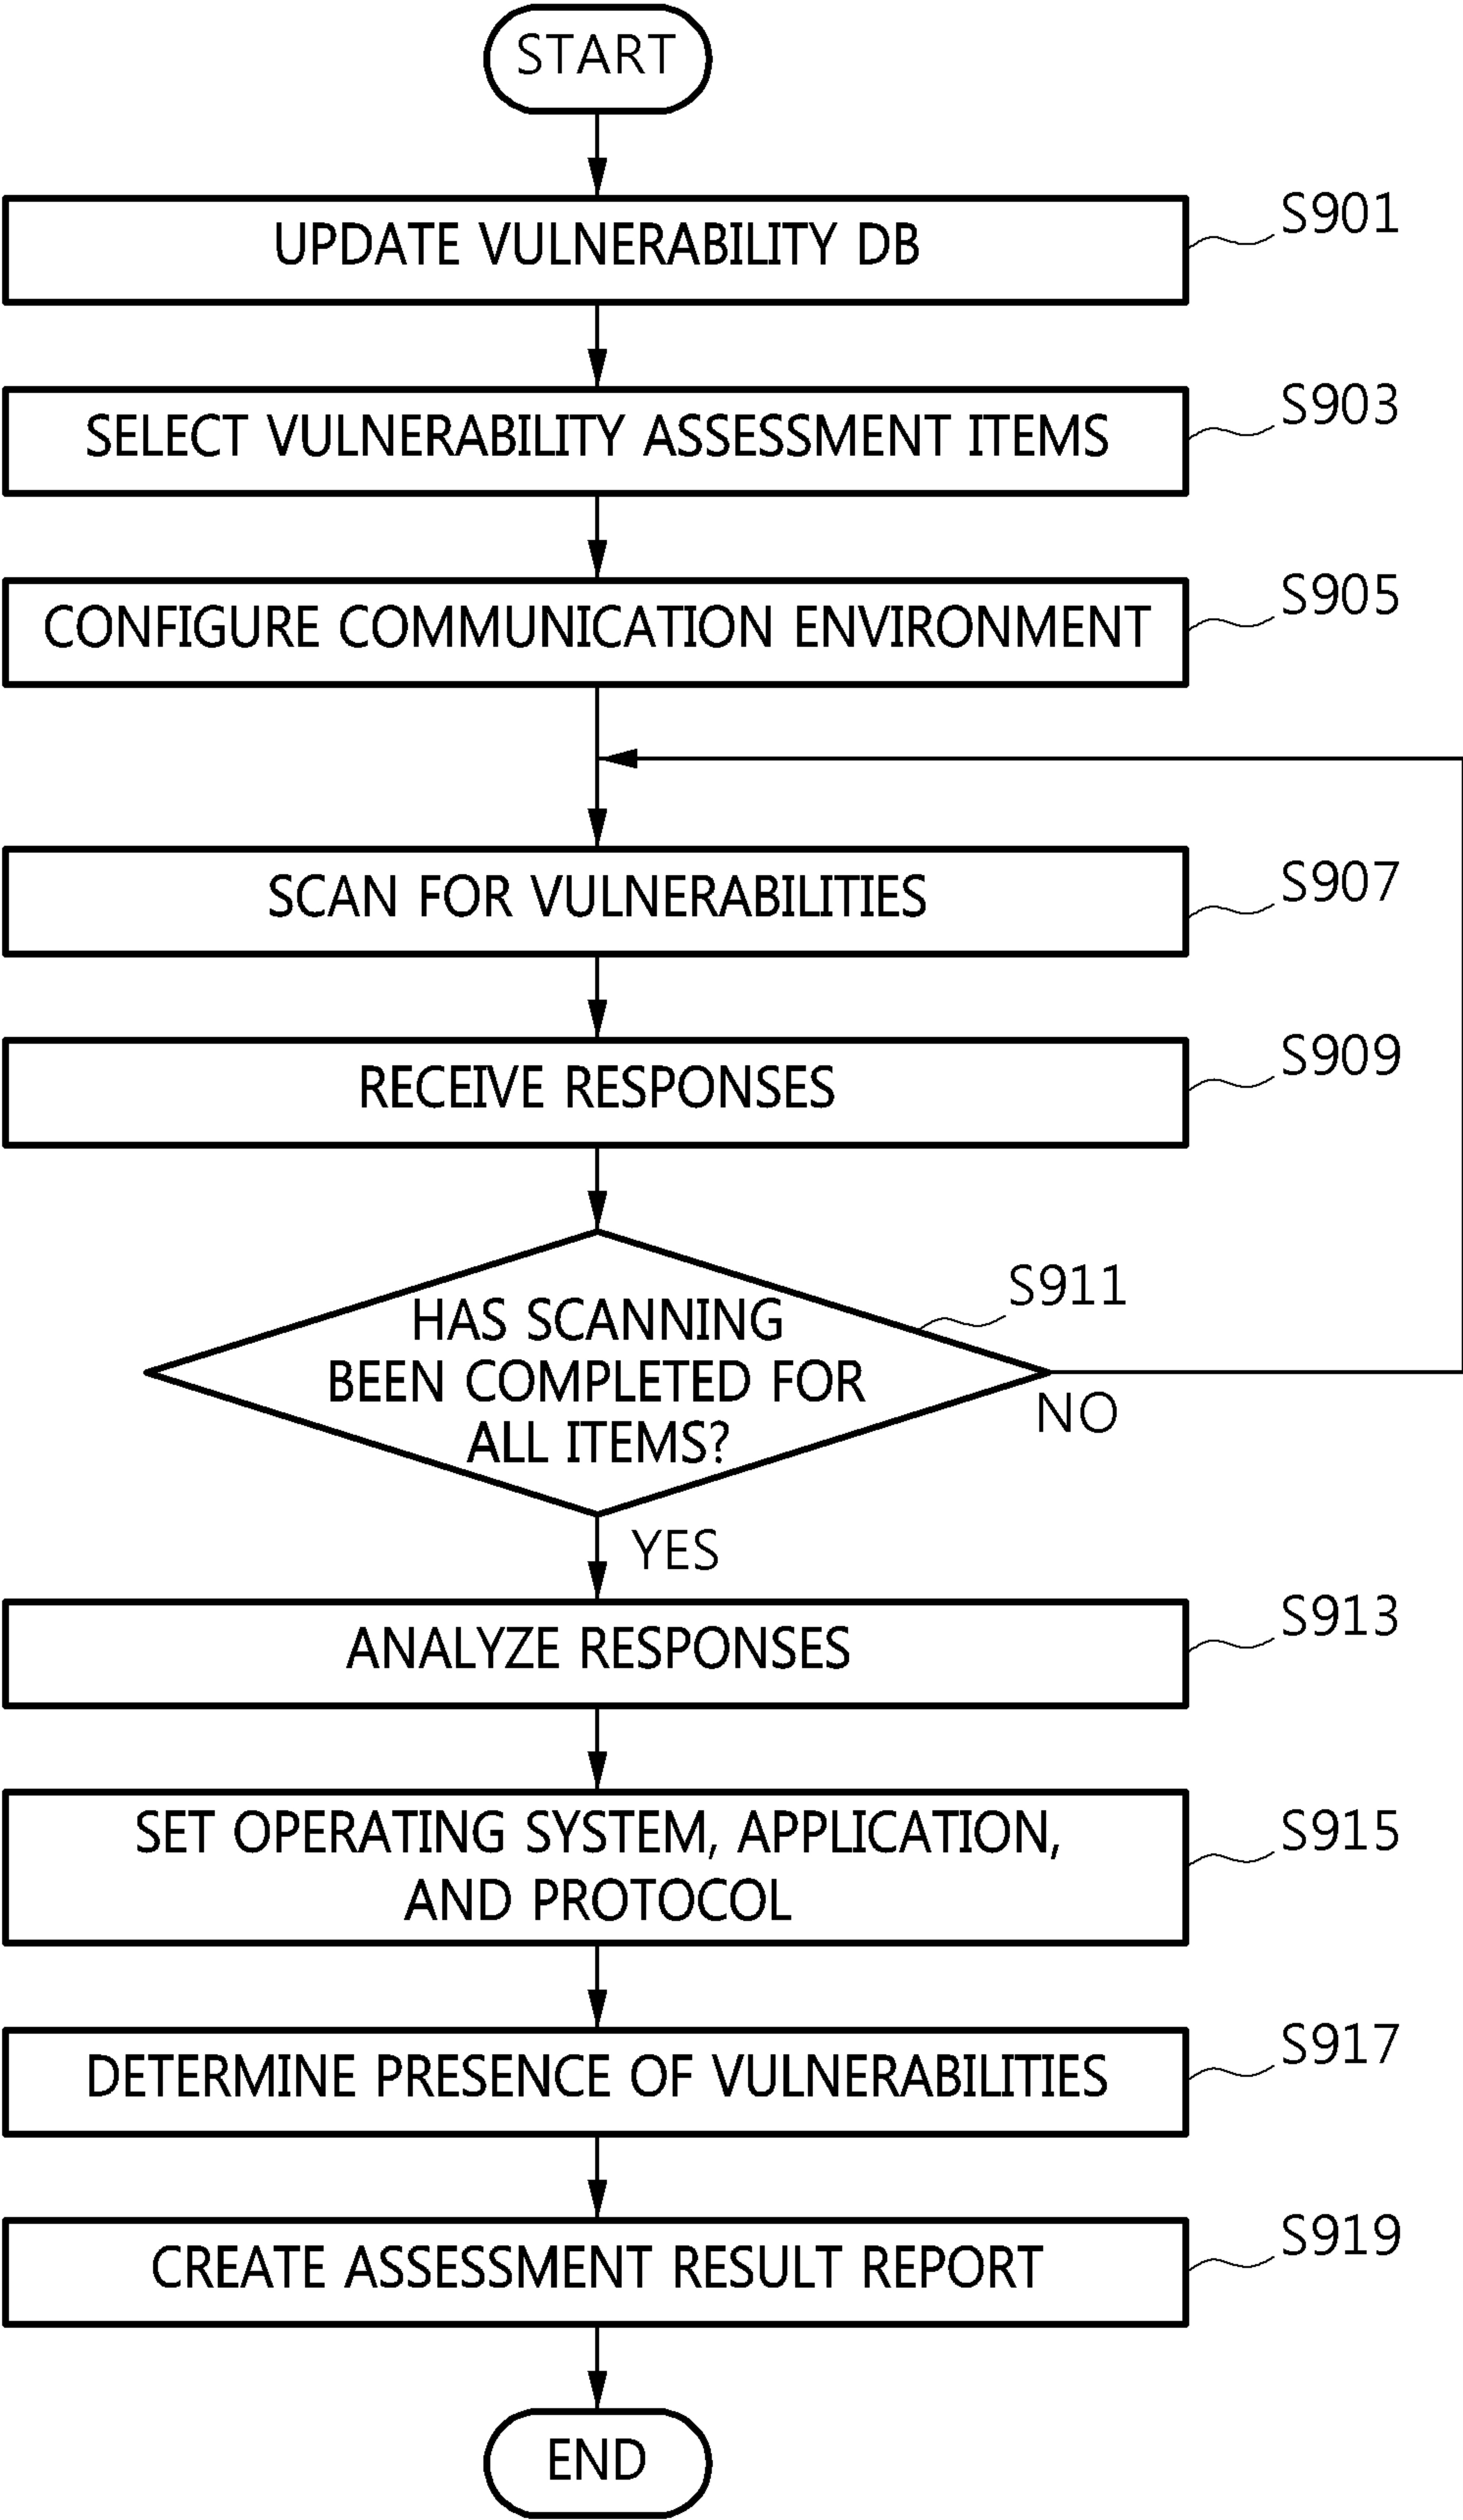 START
UPDATE VULNERABILITY DB
S901
SELECT VULNERABILITY ASSESSMENT ITEMS
S903
CONFIGURE COMMUNICATION ENVIRONMENT
S905
SCAN FOR VULNERABILITIES
S907
RECEIVE RESPONSES
S909
HAS SCANNING
BEEN COMPLETED FOR
ALL ITEMS?
S911
NO
YES
ANALYZE RESPONSES
S913
SET OPERATING SYSTEM, APPLICATION,
AND PROTOCOL
S915
DETERMINE PRESENCE OF VULNERABILITIES
S917
CREATE ASSESSMENT RESULT REPORT
S919
END